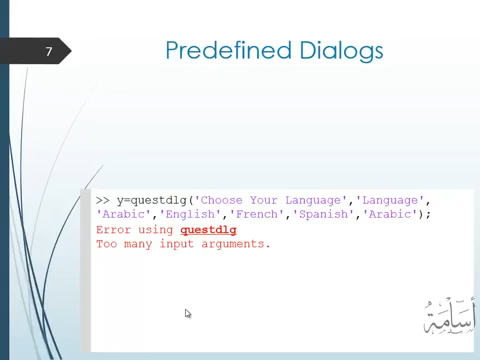 7
Predefined Dialogs
>> y=questdlg('Choose Your Language','Language',
'Arabic','English','French','Spanish','Arabic');
Error using questdlg
Too many input arguments.
أسامة